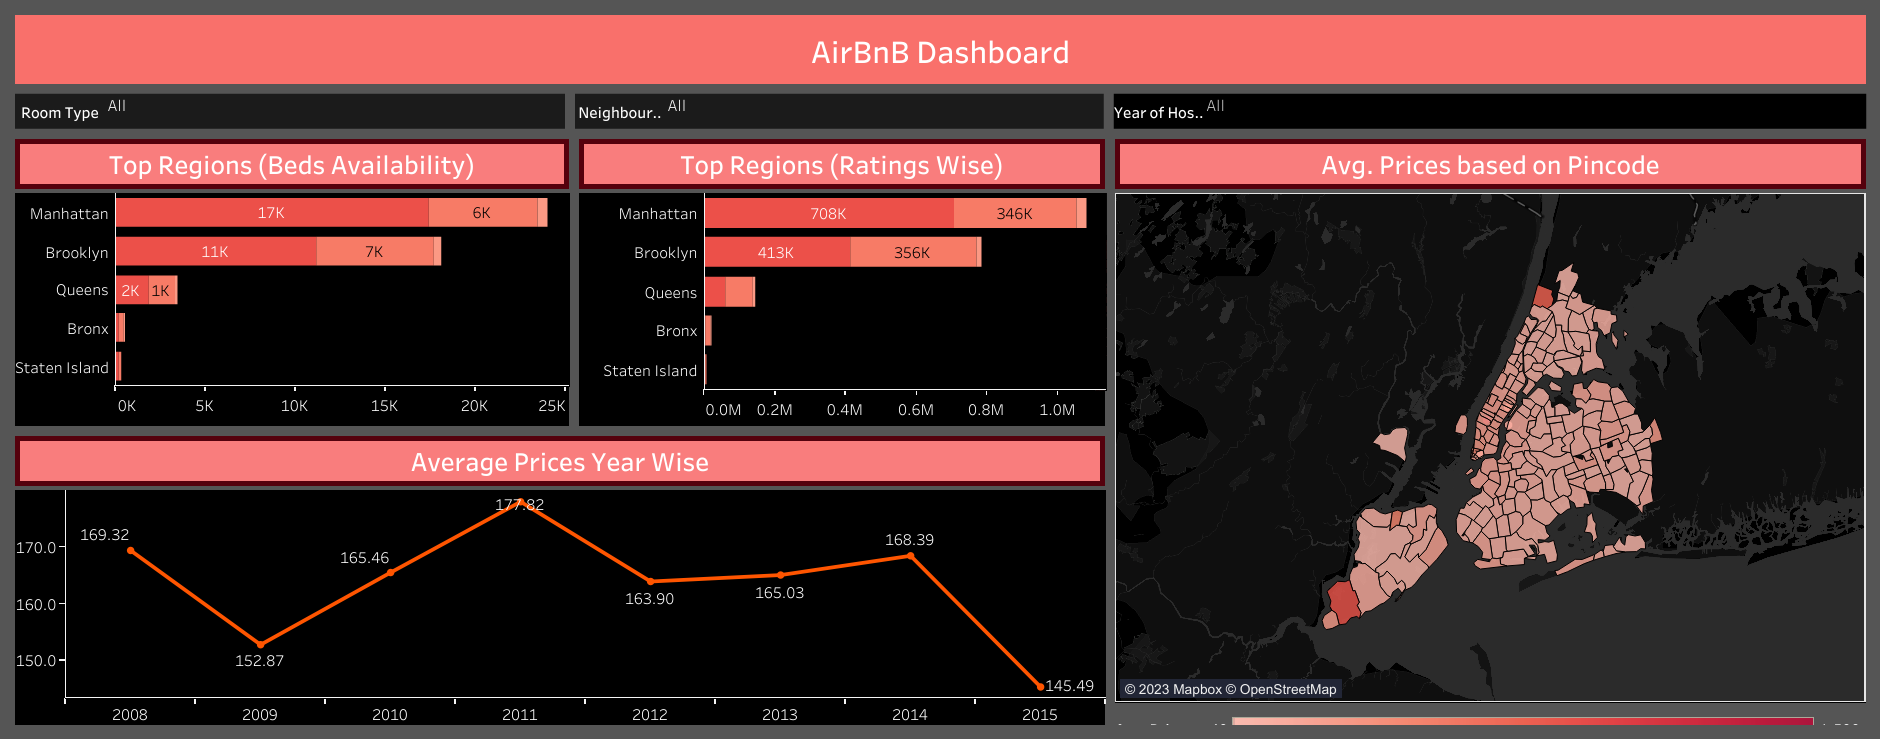 AirBnB Dashboard
Room Type All
Neighbour.. All
Year of Hos.. All
Top Regions (Beds Availability)
Manhattan 17K 6K
Brooklyn 11K 7K
Queens 2K 1K
Bronx
Staten Island
0K 5K 10K 15K 20K 25K
Top Regions (Ratings Wise)
Manhattan 708K 346K
Brooklyn 413K 356K
Queens
Bronx
Staten Island
0.0M 0.2M 0.4M 0.6M 0.8M 1.0M
Avg. Prices based on Pincode
© 2023 Mapbox © OpenStreetMap
Average Prices Year Wise
170.0
160.0
150.0
169.32
152.87
165.46
177.82
163.90
165.03
168.39
145.49
2008 2009 2010 2011 2012 2013 2014 2015